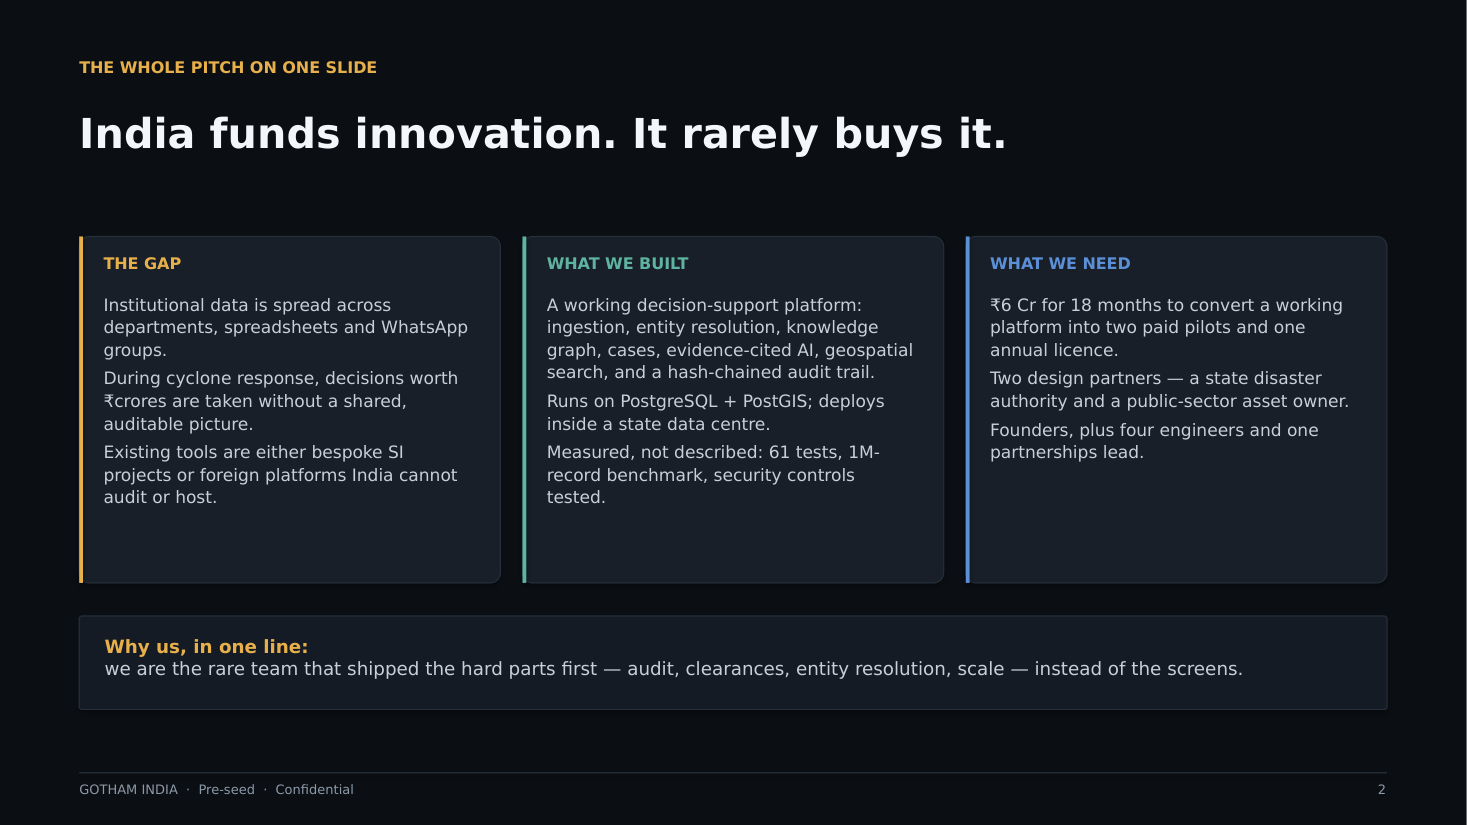 THE WHOLE PITCH ON ONE SLIDE
India funds innovation. It rarely buys it.
THE GAP
Institutional data is spread across
departments, spreadsheets and WhatsApp
groups.
During cyclone response, decisions worth
₹crores are taken without a shared,
auditable picture.
Existing tools are either bespoke SI
projects or foreign platforms India cannot
audit or host.
WHAT WE BUILT
A working decision-support platform:
ingestion, entity resolution, knowledge
graph, cases, evidence-cited AI, geospatial
search, and a hash-chained audit trail.
Runs on PostgreSQL + PostGIS; deploys
inside a state data centre.
Measured, not described: 61 tests, 1M-
record benchmark, security controls
tested.
WHAT WE NEED
₹6 Cr for 18 months to convert a working
platform into two paid pilots and one
annual licence.
Two design partners — a state disaster
authority and a public-sector asset owner.
Founders, plus four engineers and one
partnerships lead.
Why us, in one line:
we are the rare team that shipped the hard parts first — audit, clearances, entity resolution, scale — instead of the screens.
GOTHAM INDIA · Pre-seed · Confidential
2